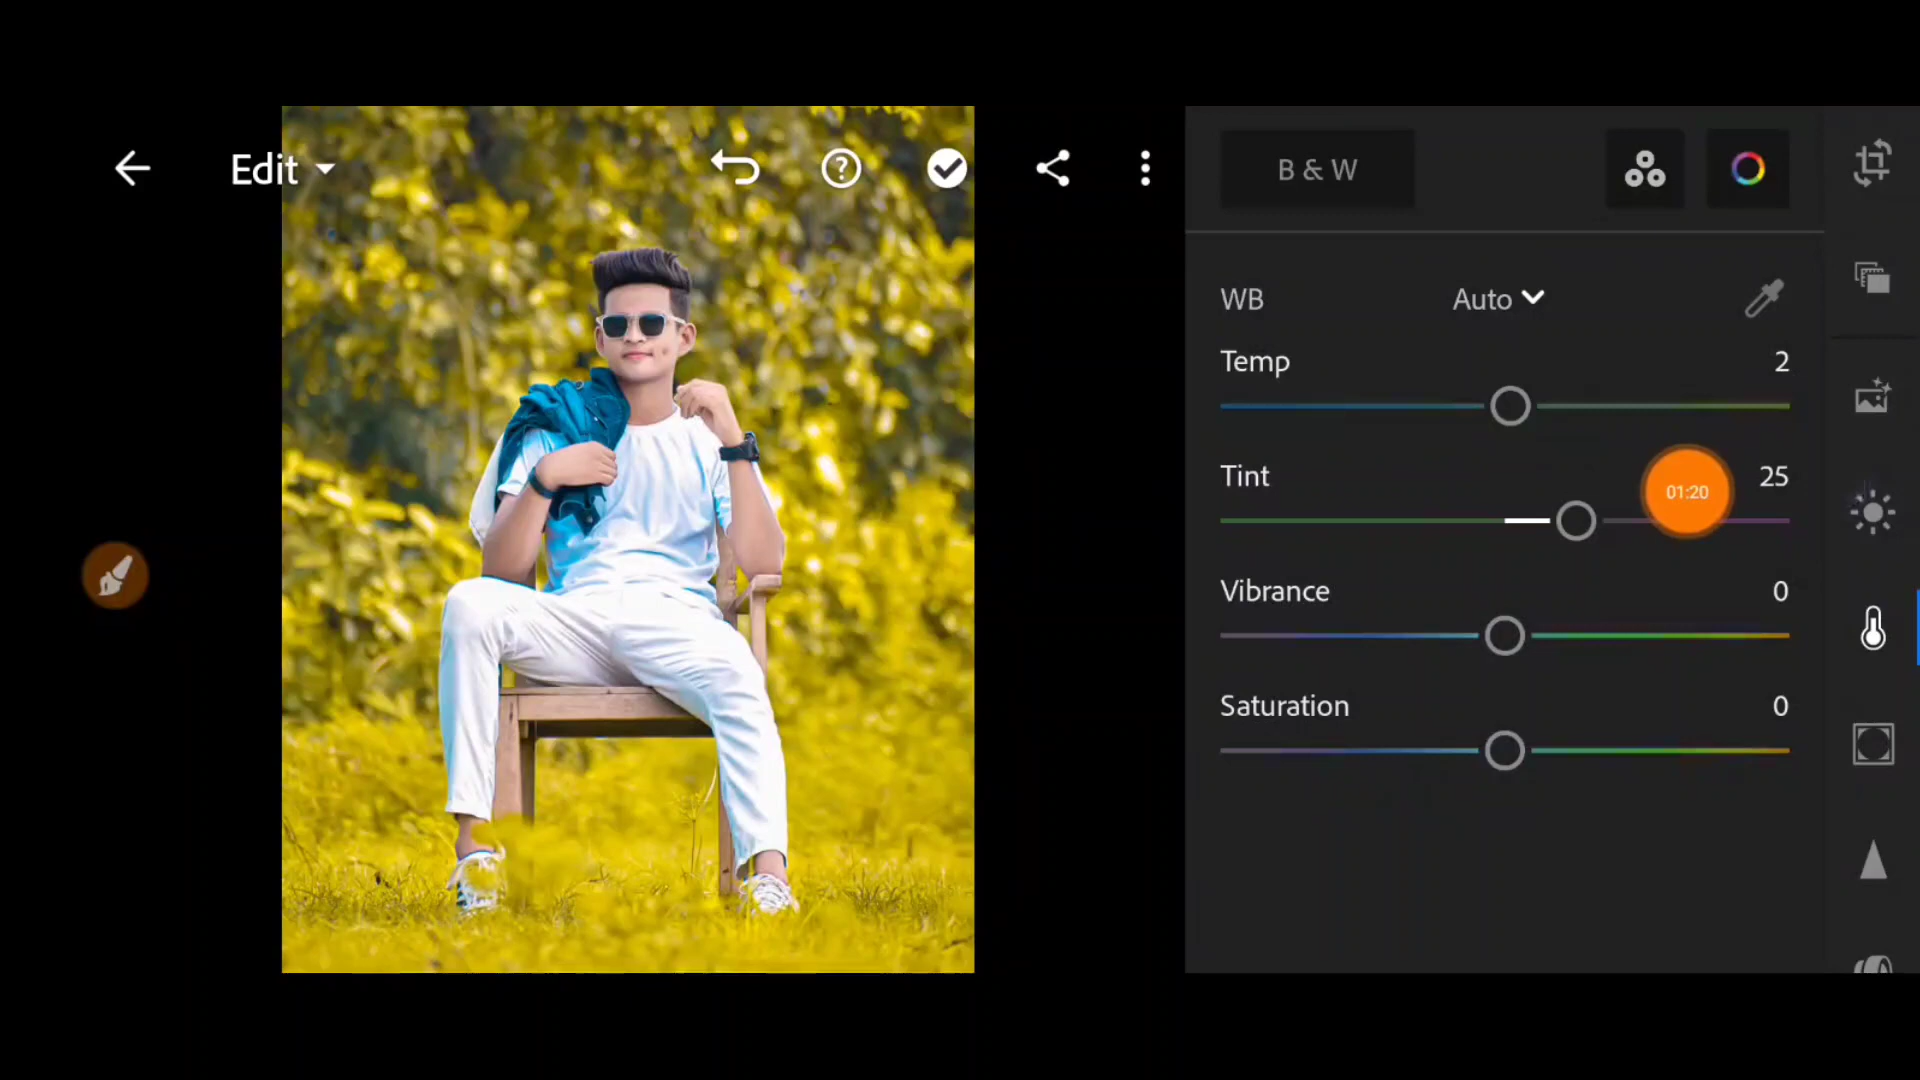 Edit
B & W
WB Auto
Temp 2
Tint 25
01:20
Vibrance 0
Saturation 0